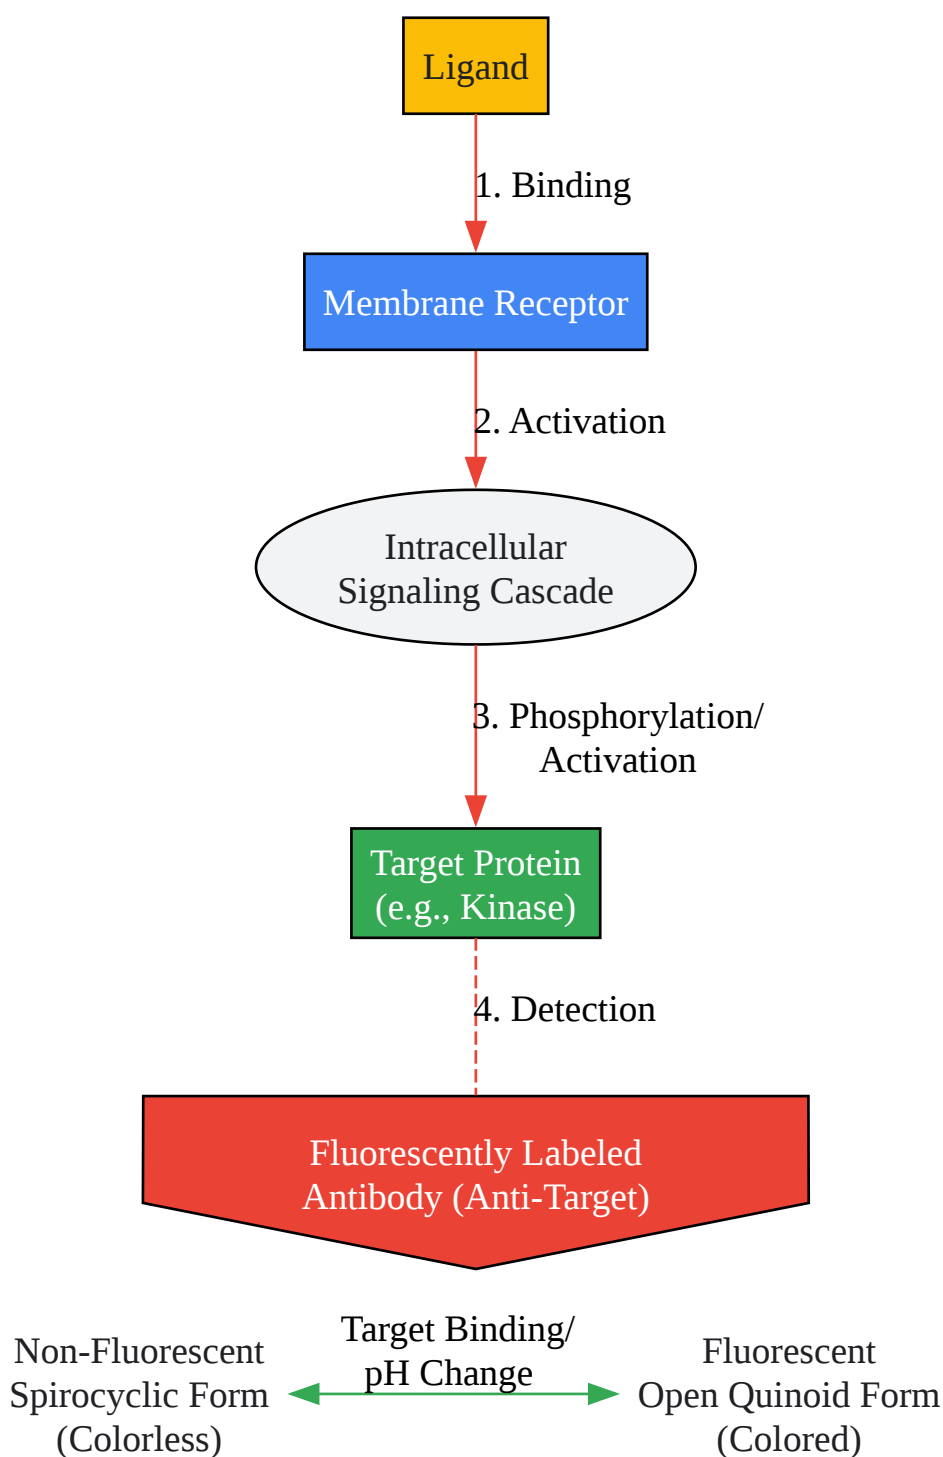 Ligand
1. Binding
Membrane Receptor
2. Activation
Intracellular
Signaling Cascade
3. Phosphorylation/
Activation
Target Protein
(e.g., Kinase)
4. Detection
Fluorescently Labeled
Antibody (Anti-Target)
Target Binding/
pH Change
Non-Fluorescent
Spirocyclic Form
(Colorless)
Fluorescent
Open Quinoid Form
(Colored)